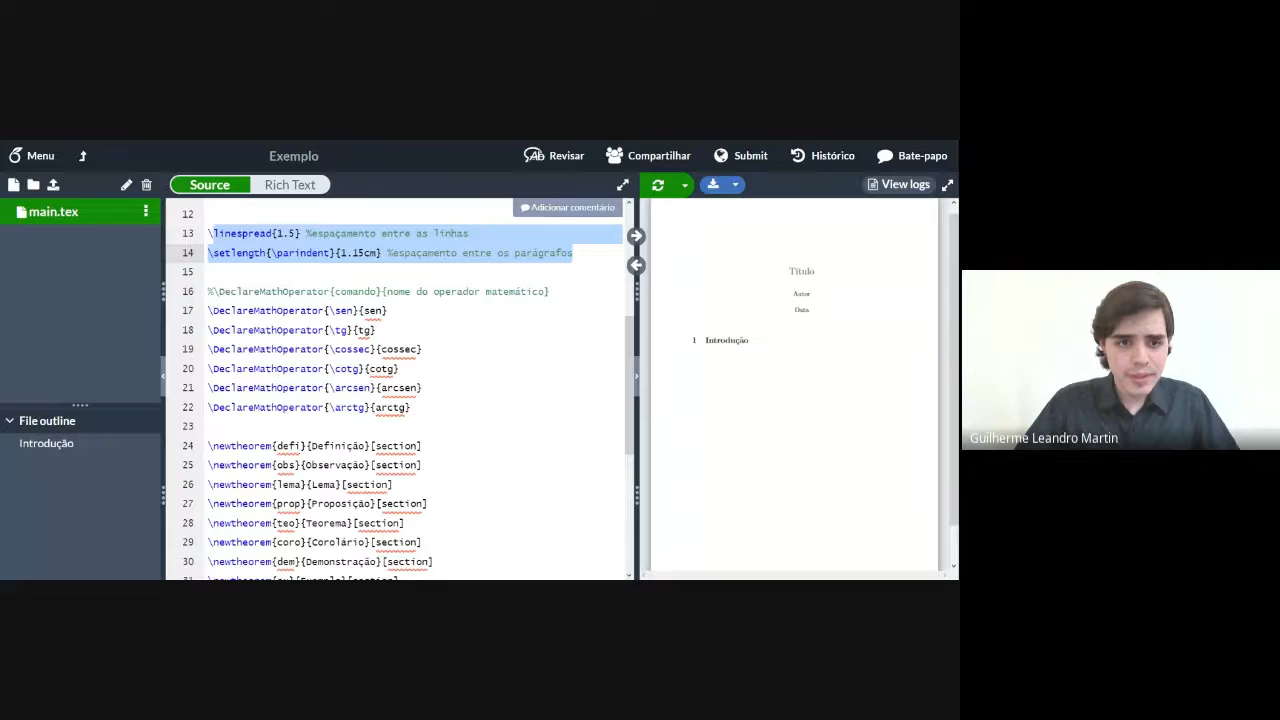 Menu
Exemplo
Revisar
Compartilhar
Submit
Histórico
Bate-papo
Source
Rich Text
View logs
main.tex
Adicionar comentário
12
13 \linespread{1.5} %espaçamento entre as linhas
14 \setlength{\parindent}{1.15cm} %espaçamento entre os parágrafos
15
16 %\DeclareMathOperator{comando}{nome do operador matemático}
17 \DeclareMathOperator{\sen}{sen}
18 \DeclareMathOperator{\tg}{tg}
19 \DeclareMathOperator{\cossec}{cossec}
20 \DeclareMathOperator{\cotg}{cotg}
21 \DeclareMathOperator{\arcsen}{arcsen}
22 \DeclareMathOperator{\arctg}{arctg}
23
24 \newtheorem{defi}{Definição}[section]
25 \newtheorem{obs}{Observação}[section]
26 \newtheorem{lema}{Lema}[section]
27 \newtheorem{prop}{Proposição}[section]
28 \newtheorem{teo}{Teorema}[section]
29 \newtheorem{coro}{Corolário}[section]
30 \newtheorem{dem}{Demonstração}[section]
File outline
Introdução
Título
Autor
Data
1 Introdução
Guilherme Leandro Martin